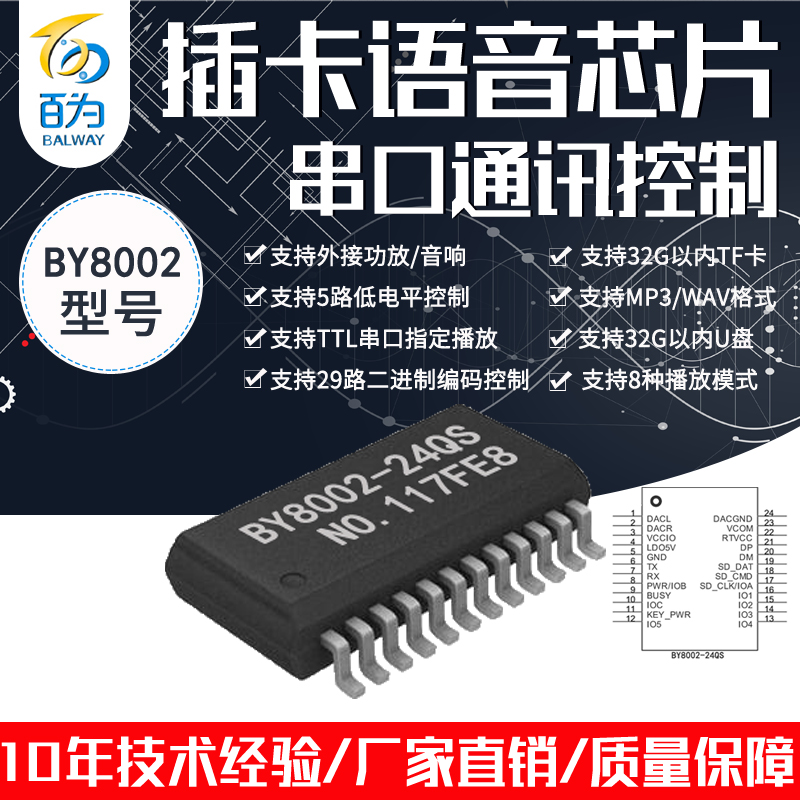 百为
BALWAY
插卡语音芯片
串口通讯控制
BY8002
型号
支持外接功放/音响
支持32G以内TF卡
支持5路低电平控制
支持MP3/WAV格式
支持TTL串口指定播放
支持32G以内U盘
支持29路二进制编码控制
支持8种播放模式
BY8002-24QS
NO.117FE8
1 DACL DACGND 24
2 DACR VCOM 23
3 VCCIO RTVCC 22
4 LDO5V DP 21
5 GND DM 20
6 TX SD_DAT 19
7 RX SD_CMD 18
8 PWR/IOB SD_CLK/IOA 17
9 BUSY IO1 16
10 IOC IO2 15
11 KEY_PWR IO3 14
12 IO5 IO4 13
BY8002-24QS
10年技术经验/厂家直销/质量保障